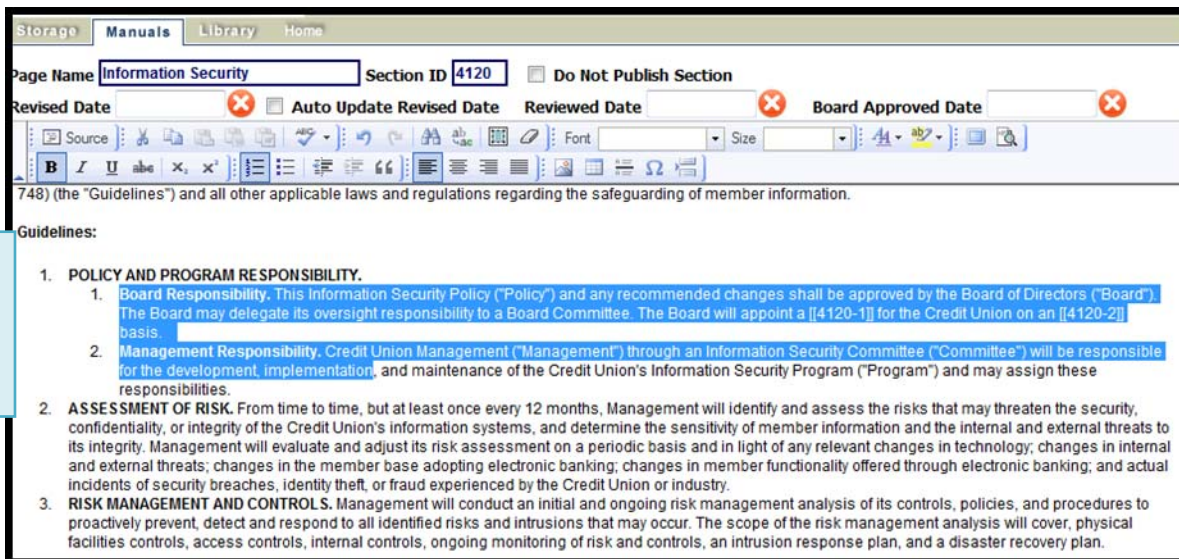 Storage Manuals Library Home
Page Name Information Security Section ID 4120 Do Not Publish Section
Revised Date Auto Update Revised Date Reviewed Date Board Approved Date
Source ABC ab ac Font Size A ab
B I U abc X₂ X² Ω
748) (the "Guidelines") and all other applicable laws and regulations regarding the safeguarding of member information.
Guidelines:
1. POLICY AND PROGRAM RESPONSIBILITY.
1. Board Responsibility. This Information Security Policy ("Policy") and any recommended changes shall be approved by the Board of Directors ("Board").
The Board may delegate its oversight responsibility to a Board Committee. The Board will appoint a [[4120-1]] for the Credit Union on an [[4120-2]]
basis.
2. Management Responsibility. Credit Union Management ("Management") through an Information Security Committee ("Committee") will be responsible
for the development, implementation, and maintenance of the Credit Union's Information Security Program ("Program") and may assign these
responsibilities.
2. ASSESSMENT OF RISK. From time to time, but at least once every 12 months, Management will identify and assess the risks that may threaten the security,
confidentiality, or integrity of the Credit Union's information systems, and determine the sensitivity of member information and the internal and external threats to
its integrity. Management will evaluate and adjust its risk assessment on a periodic basis and in light of any relevant changes in technology; changes in internal
and external threats; changes in the member base adopting electronic banking; changes in member functionality offered through electronic banking; and actual
incidents of security breaches, identity theft, or fraud experienced by the Credit Union or industry.
3. RISK MANAGEMENT AND CONTROLS. Management will conduct an initial and ongoing risk management analysis of its controls, policies, and procedures to
proactively prevent, detect and respond to all identified risks and intrusions that may occur. The scope of the risk management analysis will cover, physical
facilities controls, access controls, internal controls, ongoing monitoring of risk and controls, an intrusion response plan, and a disaster recovery plan.